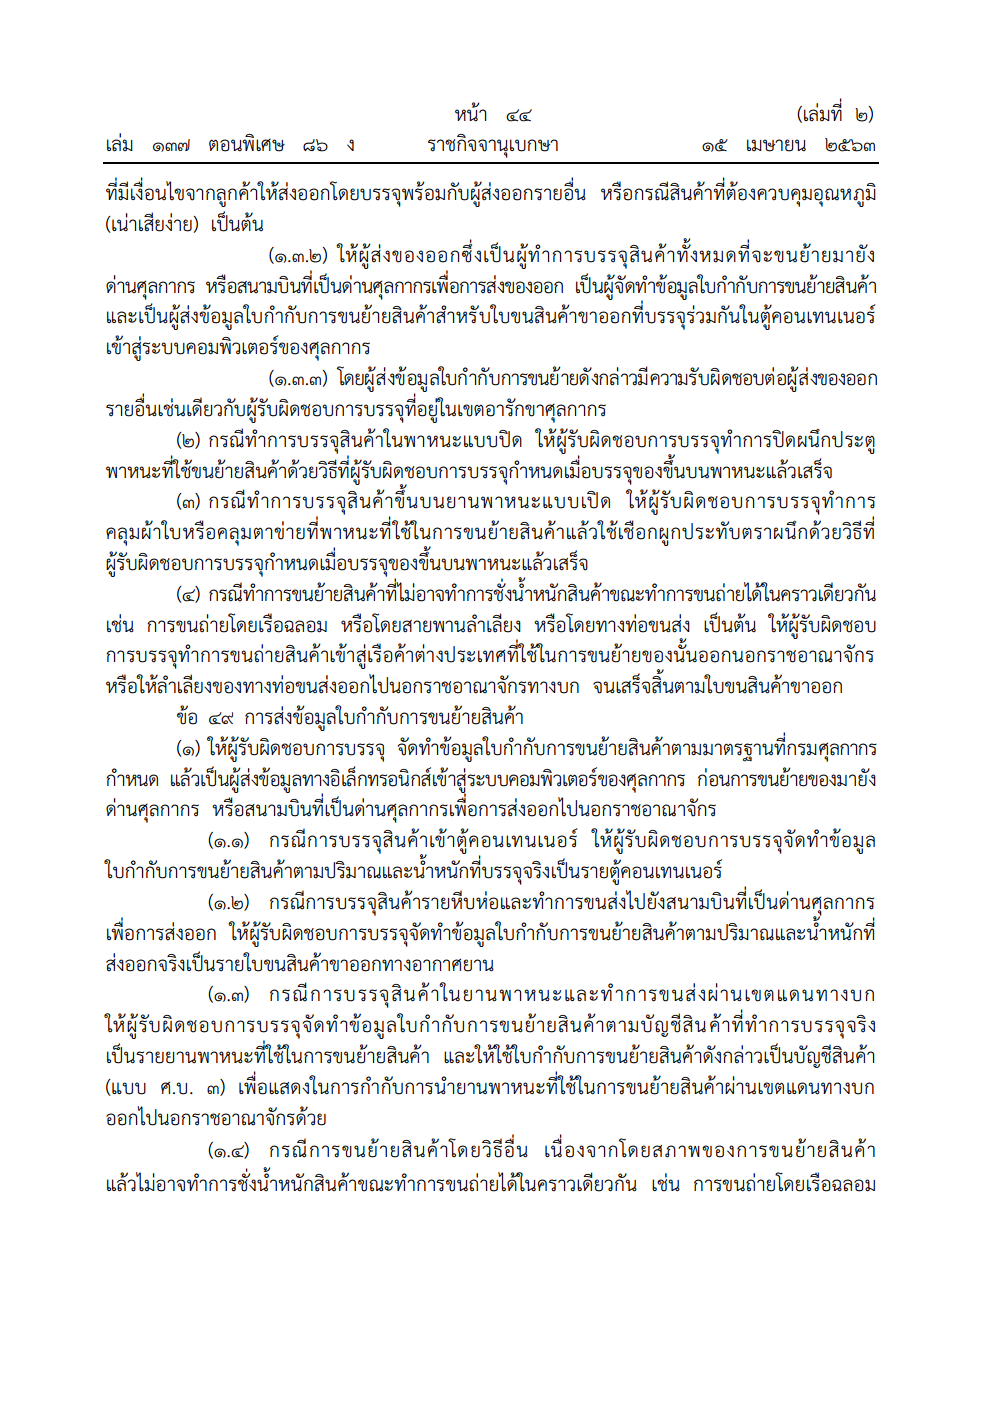 หน้า ๔๔ (เล่มที่ ๒)
เล่ม ๑๓๗ ตอนพิเศษ ๘๖ ง ราชกิจจานุเบกษา ๑๕ เมษายน ๒๕๖๓
ที่มีเงื่อนไขจากลูกค้าให้ส่งออกโดยบรรจุพร้อมกับผู้ส่งออกรายอื่น หรือกรณีสินค้าที่ต้องควบคุมอุณหภูมิ
(เน่าเสียง่าย) เป็นต้น
(๑.๓.๒) ให้ผู้ส่งของออกซึ่งเป็นผู้ทำการบรรจุสินค้าทั้งหมดที่จะขนย้ายมายัง
ด่านศุลกากร หรือสนามบินที่เป็นด่านศุลกากรเพื่อการส่งของออก เป็นผู้จัดทำข้อมูลใบกำกับการขนย้ายสินค้า
และเป็นผู้ส่งข้อมูลใบกำกับการขนย้ายสินค้าสำหรับใบขนสินค้าขาออกที่บรรจุร่วมกันในตู้คอนเทนเนอร์
เข้าสู่ระบบคอมพิวเตอร์ของศุลกากร
(๑.๓.๓) โดยผู้ส่งข้อมูลใบกำกับการขนย้ายดังกล่าวมีความรับผิดชอบต่อผู้ส่งของออก
รายอื่นเช่นเดียวกับผู้รับผิดชอบการบรรจุที่อยู่ในเขตอารักขาศุลกากร
(๒) กรณีทำการบรรจุสินค้าในพาหนะแบบปิด ให้ผู้รับผิดชอบการบรรจุทำการปิดผนึกประตู
พาหนะที่ใช้ขนย้ายสินค้าด้วยวิธีที่ผู้รับผิดชอบการบรรจุกำหนดเมื่อบรรจุของขึ้นบนพาหนะแล้วเสร็จ
(๓) กรณีทำการบรรจุสินค้าขึ้นบนยานพาหนะแบบเปิด ให้ผู้รับผิดชอบการบรรจุทำการ
คลุมผ้าใบหรือคลุมตาข่ายที่พาหนะที่ใช้ในการขนย้ายสินค้าแล้วใช้เชือกผูกประทับตราผนึกด้วยวิธีที่
ผู้รับผิดชอบการบรรจุกำหนดเมื่อบรรจุของขึ้นบนพาหนะแล้วเสร็จ
(๔) กรณีทำการขนย้ายสินค้าที่ไม่อาจทำการชั่งน้ำหนักสินค้าขณะทำการขนถ่ายได้ในคราวเดียวกัน
เช่น การขนถ่ายโดยเรือฉลอม หรือโดยสายพานลำเลียง หรือโดยทางท่อขนส่ง เป็นต้น ให้ผู้รับผิดชอบ
การบรรจุทำการขนถ่ายสินค้าเข้าสู่เรือค้าต่างประเทศที่ใช้ในการขนย้ายของนั้นออกนอกราชอาณาจักร
หรือให้ลำเลียงของทางท่อขนส่งออกไปนอกราชอาณาจักรทางบก จนเสร็จสิ้นตามใบขนสินค้าขาออก
ข้อ ๔๙ การส่งข้อมูลใบกำกับการขนย้ายสินค้า
(๑) ให้ผู้รับผิดชอบการบรรจุ จัดทำข้อมูลใบกำกับการขนย้ายสินค้าตามมาตรฐานที่กรมศุลกากร
กำหนด แล้วเป็นผู้ส่งข้อมูลทางอิเล็กทรอนิกส์เข้าสู่ระบบคอมพิวเตอร์ของศุลกากร ก่อนการขนย้ายของมายัง
ด่านศุลกากร หรือสนามบินที่เป็นด่านศุลกากรเพื่อการส่งออกไปนอกราชอาณาจักร
(๑.๑) กรณีการบรรจุสินค้าเข้าตู้คอนเทนเนอร์ ให้ผู้รับผิดชอบการบรรจุจัดทำข้อมูล
ใบกำกับการขนย้ายสินค้าตามปริมาณและน้ำหนักที่บรรจุจริงเป็นรายตู้คอนเทนเนอร์
(๑.๒) กรณีการบรรจุสินค้ารายหีบห่อและทำการขนส่งไปยังสนามบินที่เป็นด่านศุลกากร
เพื่อการส่งออก ให้ผู้รับผิดชอบการบรรจุจัดทำข้อมูลใบกำกับการขนย้ายสินค้าตามปริมาณและน้ำหนักที่
ส่งออกจริงเป็นรายใบขนสินค้าขาออกทางอากาศยาน
(๑.๓) กรณีการบรรจุสินค้าในยานพาหนะและทำการขนส่งผ่านเขตแดนทางบก
ให้ผู้รับผิดชอบการบรรจุจัดทำข้อมูลใบกำกับการขนย้ายสินค้าตามบัญชีสินค้าที่ทำการบรรจุจริง
เป็นรายยานพาหนะที่ใช้ในการขนย้ายสินค้า และให้ใช้ใบกำกับการขนย้ายสินค้าดังกล่าวเป็นบัญชีสินค้า
(แบบ ศ.บ. ๓) เพื่อแสดงในการกำกับการนำยานพาหนะที่ใช้ในการขนย้ายสินค้าผ่านเขตแดนทางบก
ออกไปนอกราชอาณาจักรด้วย
(๑.๔) กรณีการขนย้ายสินค้าโดยวิธีอื่น เนื่องจากโดยสภาพของการขนย้ายสินค้า
แล้วไม่อาจทำการชั่งน้ำหนักสินค้าขณะทำการขนถ่ายได้ในคราวเดียวกัน เช่น การขนถ่ายโดยเรือฉลอม